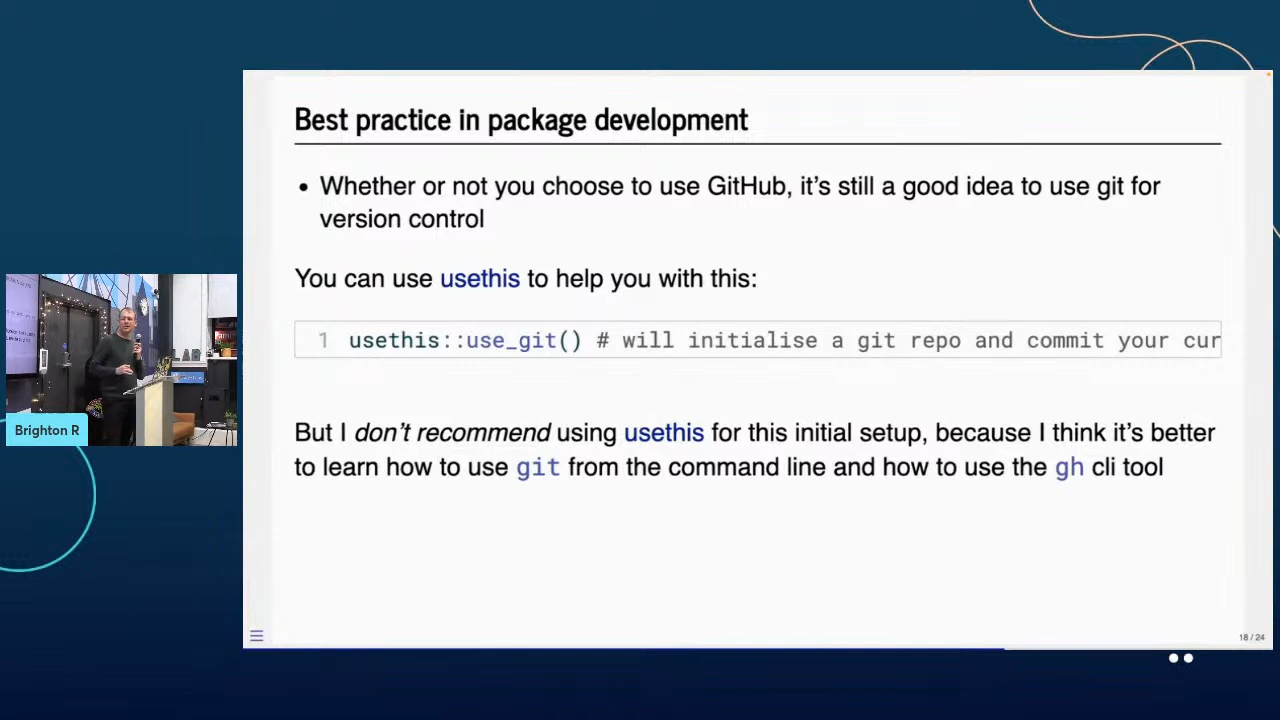 Best practice in package development
• Whether or not you choose to use GitHub, it’s still a good idea to use git for
version control
You can use usethis to help you with this:
1 usethis::use_git() # will initialise a git repo and commit your cur
But I don’t recommend using usethis for this initial setup, because I think it’s better
to learn how to use git from the command line and how to use the gh cli tool
Brighton R
18 / 24